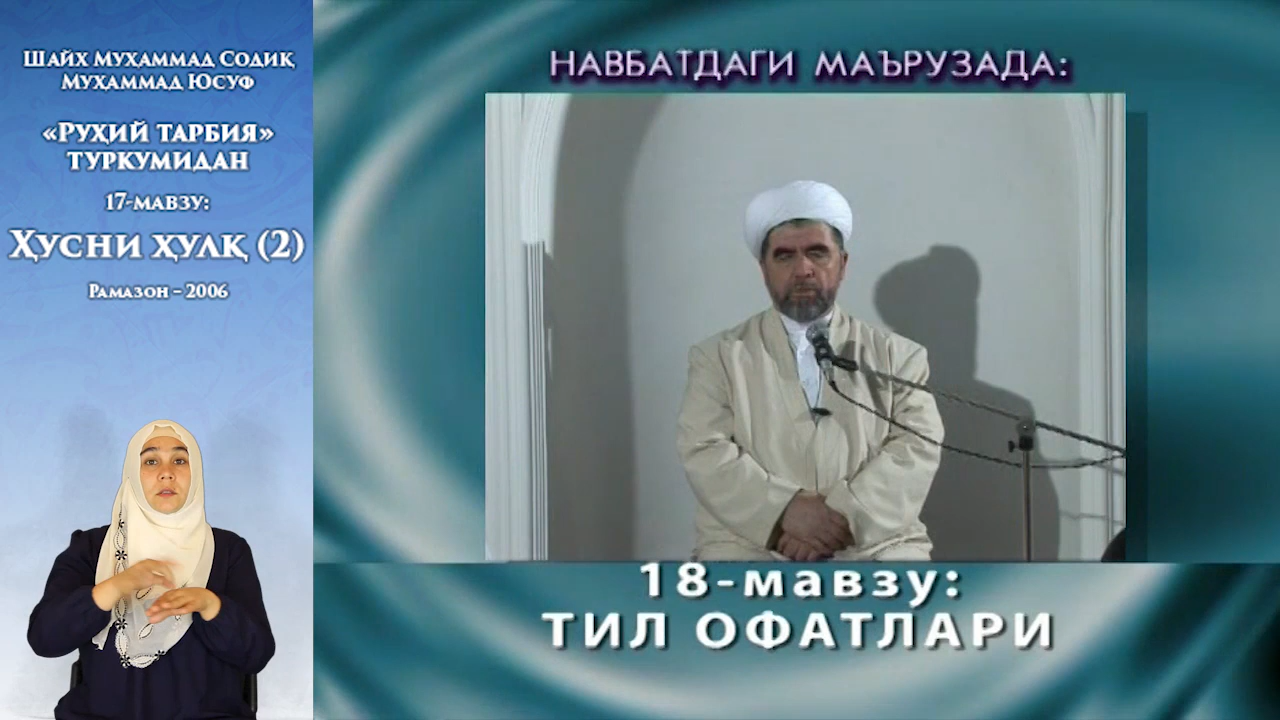 Шайх Муҳаммад Содиқ
Муҳаммад Юсуф
«Руҳий тарбия»
туркумидан
17-мавзу:
Ҳусни хулқ (2)
Рамазон – 2006
НАВБАТДАГИ МАЪРУЗАДА:
18-мавзу:
ТИЛ ОФАТЛАРИ